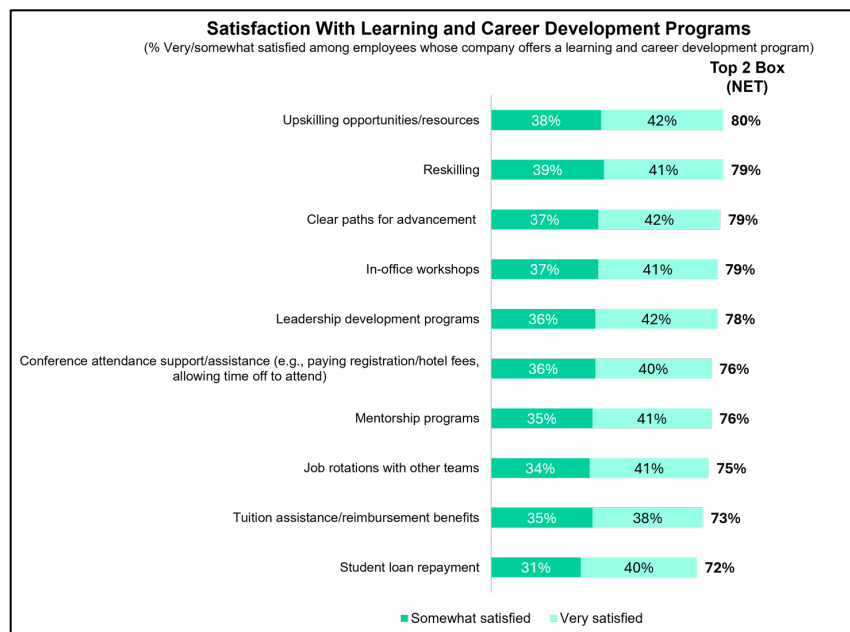 Satisfaction With Learning and Career Development Programs
(% Very/somewhat satisfied among employees whose company offers a learning and career development program)
Top 2 Box
(NET)
Upskilling opportunities/resources 38% 42% 80%
Reskilling 39% 41% 79%
Clear paths for advancement 37% 42% 79%
In-office workshops 37% 41% 79%
Leadership development programs 36% 42% 78%
Conference attendance support/assistance (e.g., paying registration/hotel fees,
allowing time off to attend) 36% 40% 76%
Mentorship programs 35% 41% 76%
Job rotations with other teams 34% 41% 75%
Tuition assistance/reimbursement benefits 35% 38% 73%
Student loan repayment 31% 40% 72%
Somewhat satisfied Very satisfied